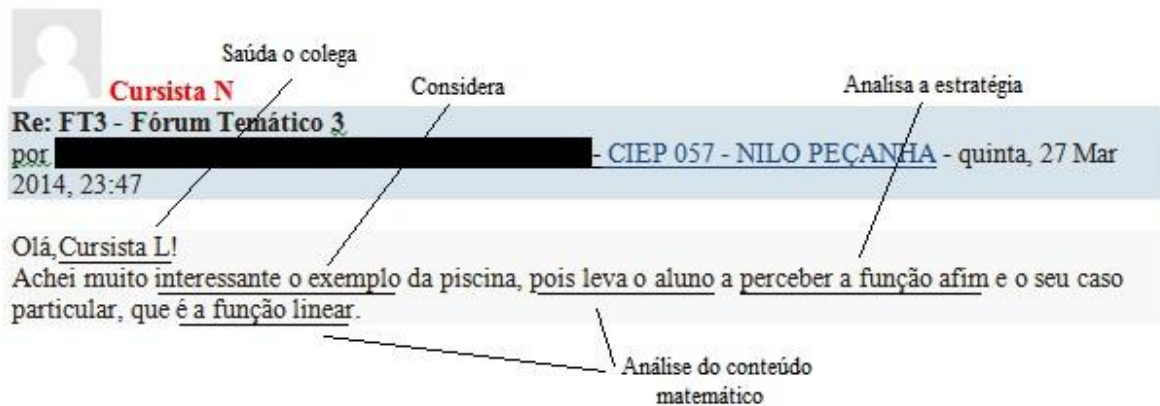 Saúda o colega
Cursista N
Considera
Analisa a estratégia
Re: FT3 - Fórum Temático 3
por - CIEP 057 - NILO PEÇANHA - quinta, 27 Mar
2014, 23:47
Olá,Cursista L!
Achei muito interessante o exemplo da piscina, pois leva o aluno a perceber a função afim e o seu caso
particular, que é a função linear.
Análise do conteúdo
matemático